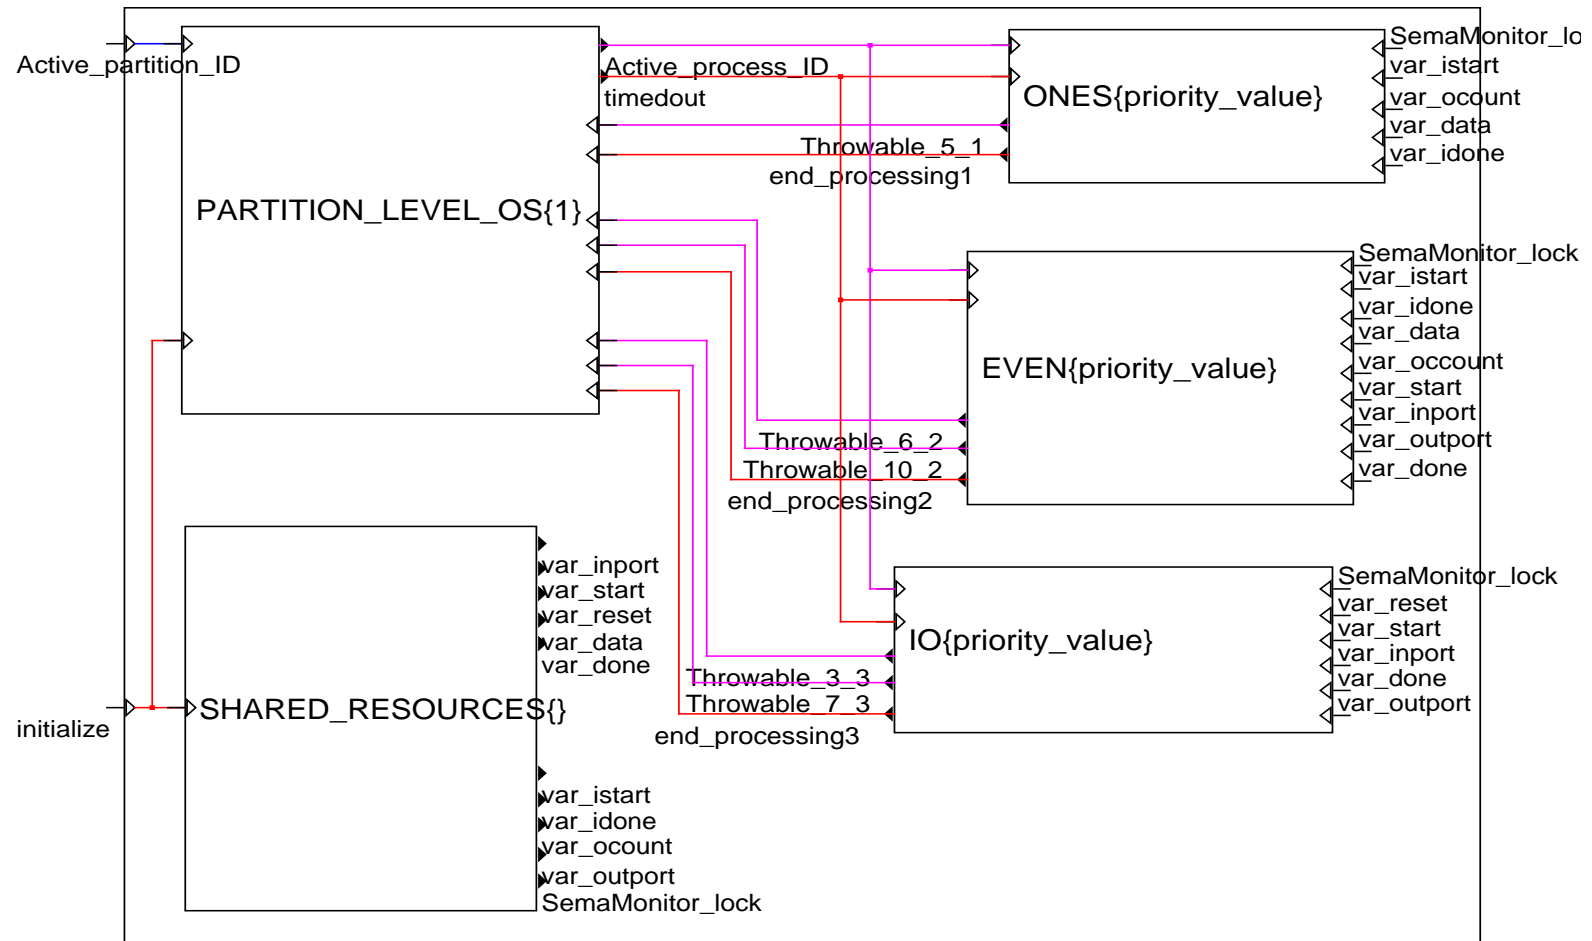 Active_partition_ID
PARTITION_LEVEL_OS{1}
Active_process_ID
timedout
Throwable_5_1
end_processing1
Throwable_6_2
Throwable_10_2
end_processing2
Throwable_3_3
Throwable_7_3
end_processing3
ONES{priority_value}
SemaMonitor_lo
var_istart
var_ocount
var_data
var_idone
EVEN{priority_value}
SemaMonitor_lock
var_istart
var_idone
var_data
var_occount
var_start
var_inport
var_outport
var_done
IO{priority_value}
SemaMonitor_lock
var_reset
var_start
var_inport
var_done
var_outport
initialize
SHARED_RESOURCES{}
var_inport
var_start
var_reset
var_data
var_done
var_istart
var_idone
var_ocount
var_outport
SemaMonitor_lock